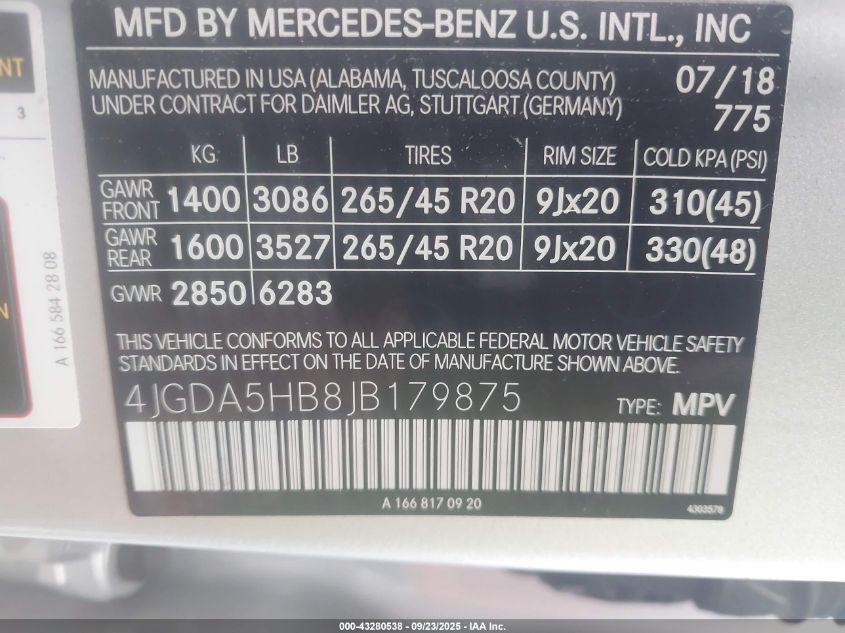 MFD BY MERCEDES-BENZ U.S. INTL., INC
MANUFACTURED IN USA (ALABAMA, TUSCALOOSA COUNTY) 07/18
UNDER CONTRACT FOR DAIMLER AG, STUTTGART (GERMANY) 775
KG LB TIRES RIM SIZE COLD KPA (PSI)
GAWR FRONT 1400 3086 265/45 R20 9Jx20 310(45)
GAWR REAR 1600 3527 265/45 R20 9Jx20 330(48)
GVWR 2850 6283
THIS VEHICLE CONFORMS TO ALL APPLICABLE FEDERAL MOTOR VEHICLE SAFETY
STANDARDS IN EFFECT ON THE DATE OF MANUFACTURE SHOWN ABOVE.
4JGDA5HB8JB179875 TYPE: MPV
A 166 817 09 20 4303578
NT
3
N
A 166 584 28 08
000-43280538 - 09/23/2025 - IAA Inc.